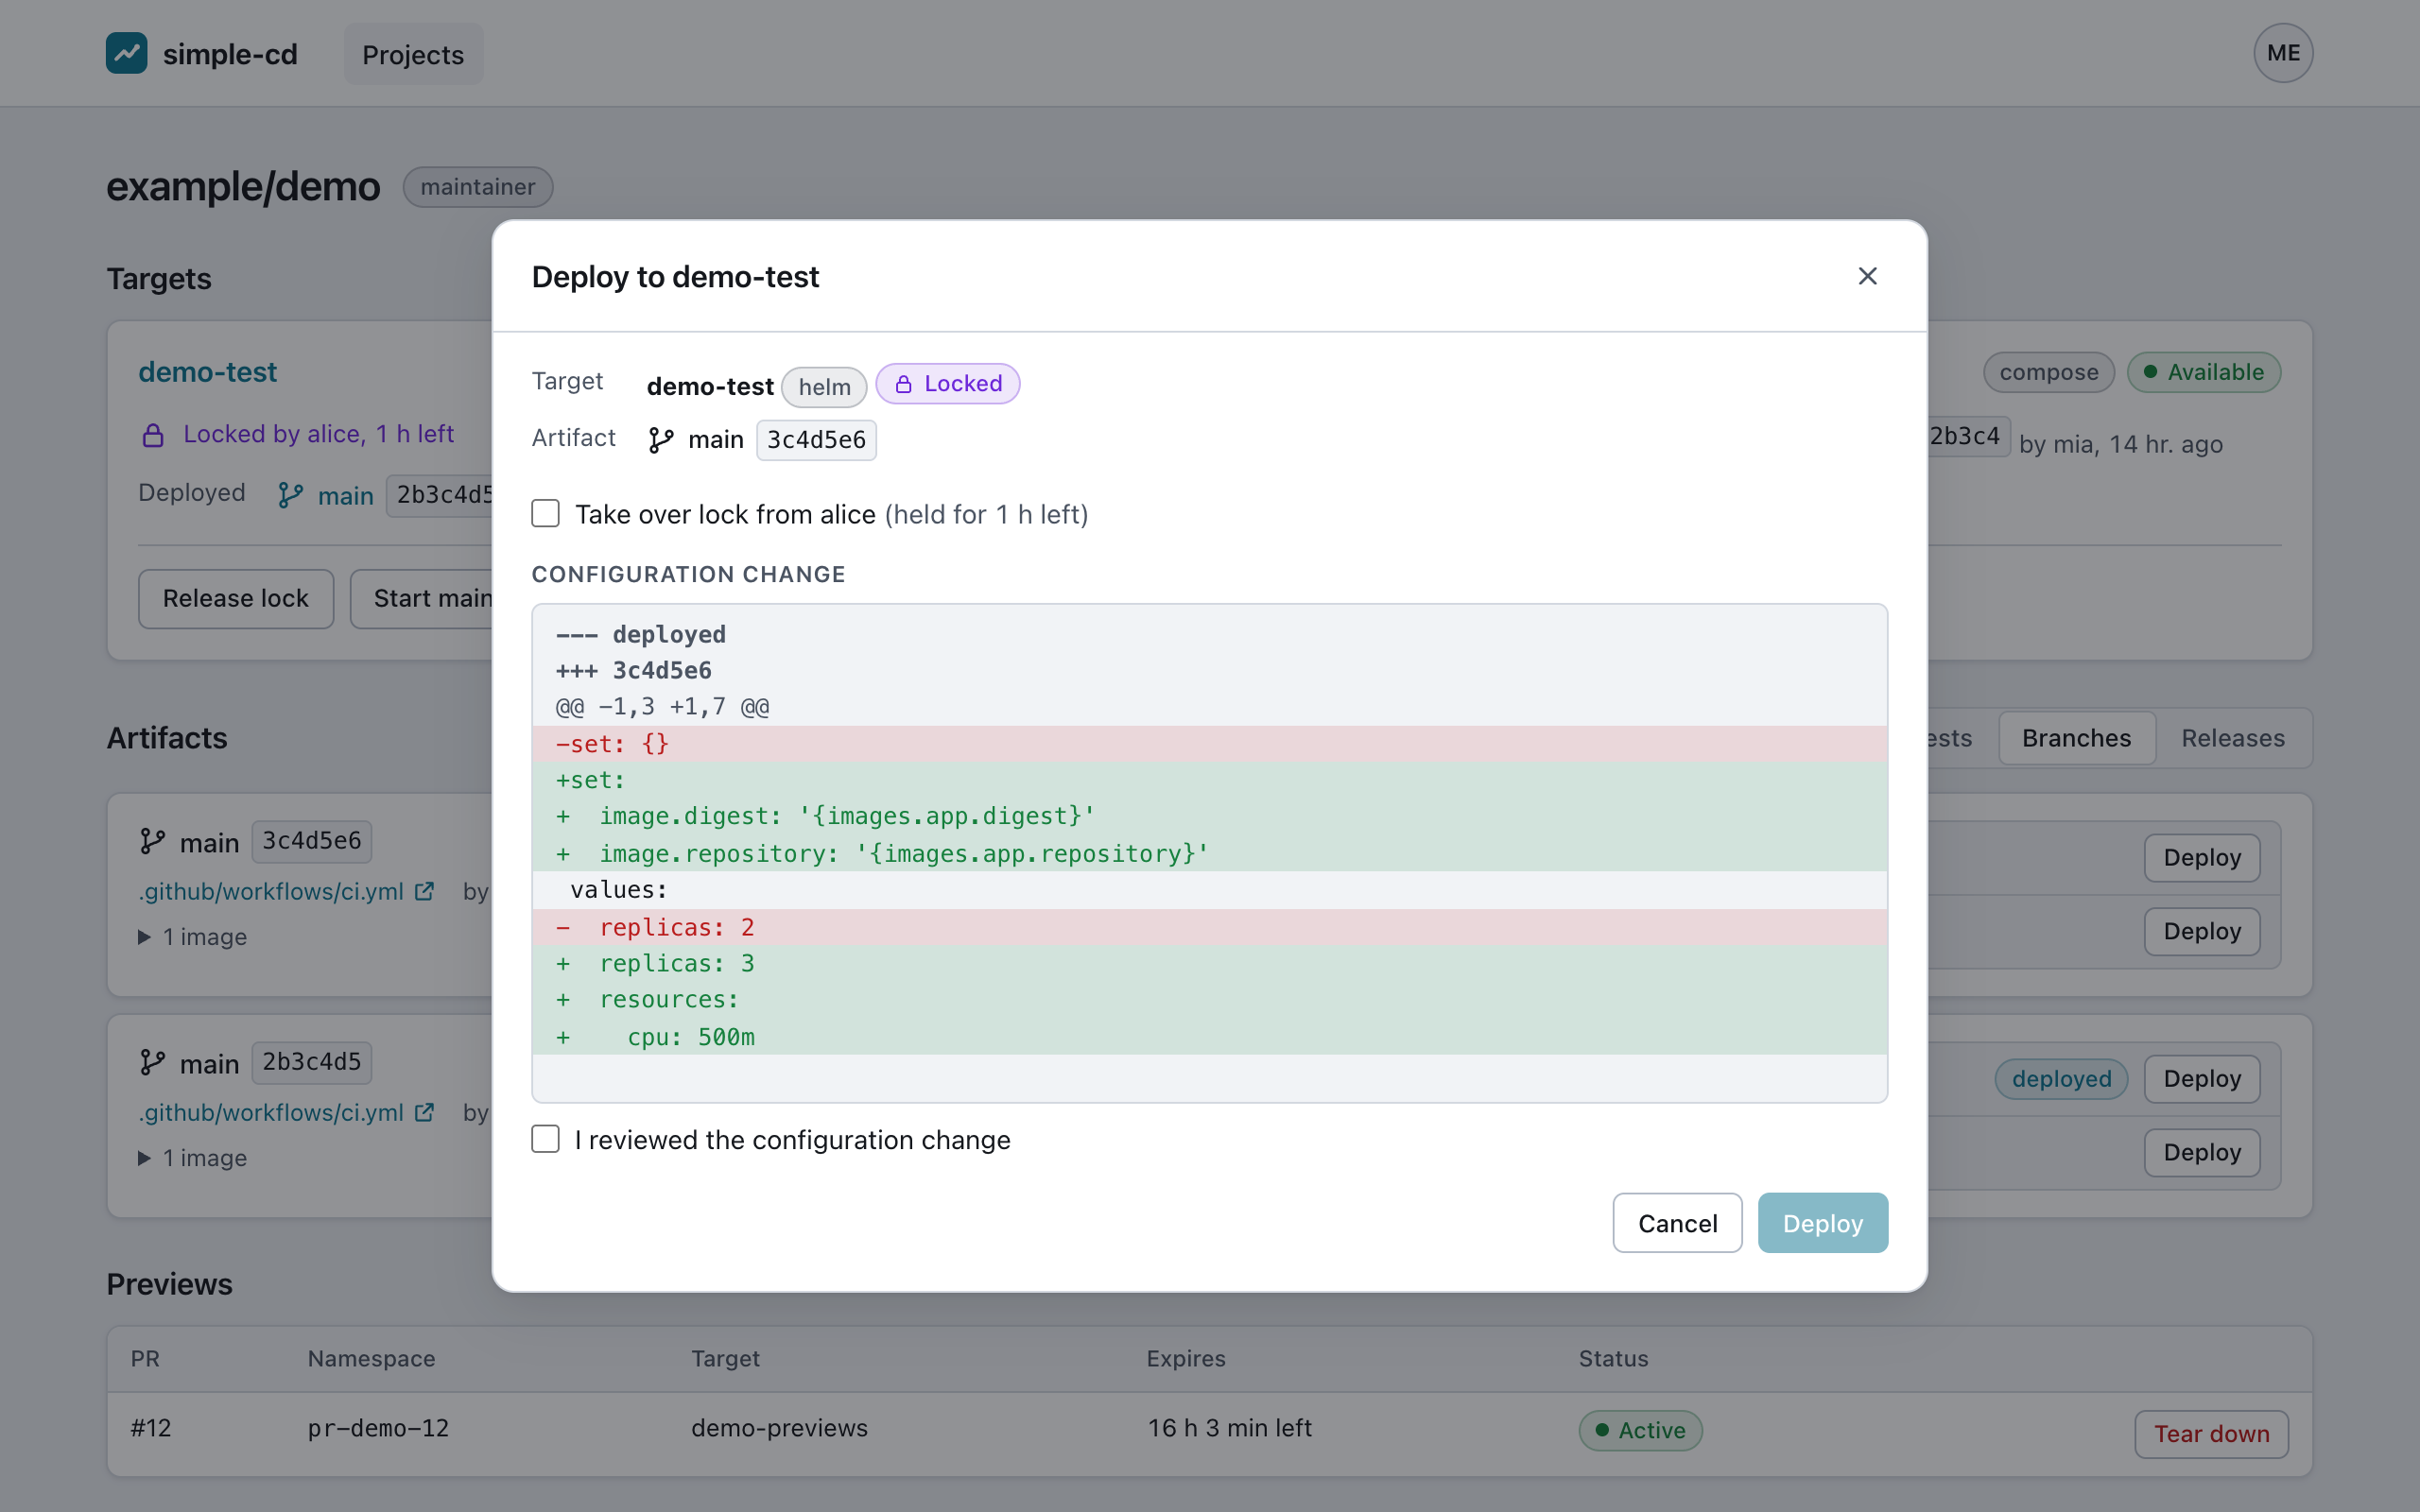 simple-cd Projects ME
example/demo maintainer
Targets
demo-test
Locked by alice, 1 h left
Deployed main 2b3c4d5
Release lock
compose Available
2b3c4 by mia, 14 hr. ago
Deploy to demo-test
Target demo-test helm Locked
Artifact main 3c4d5e6
Take over lock from alice (held for 1 h left)
CONFIGURATION CHANGE
--- deployed
+++ 3c4d5e6
@@ -1,3 +1,7 @@
-set: {}
+set:
+  image.digest: '{images.app.digest}'
+  image.repository: '{images.app.repository}'
 values:
-  replicas: 2
+  replicas: 3
+  resources:
+    cpu: 500m
I reviewed the configuration change
Cancel Deploy
Artifacts
Branches Releases
main 3c4d5e6
.github/workflows/ci.yml by
1 image
Deploy
Deploy
main 2b3c4d5
.github/workflows/ci.yml by
1 image
deployed Deploy
Deploy
Previews
PR Namespace Target Expires Status
#12 pr-demo-12 demo-previews 16 h 3 min left Active Tear down